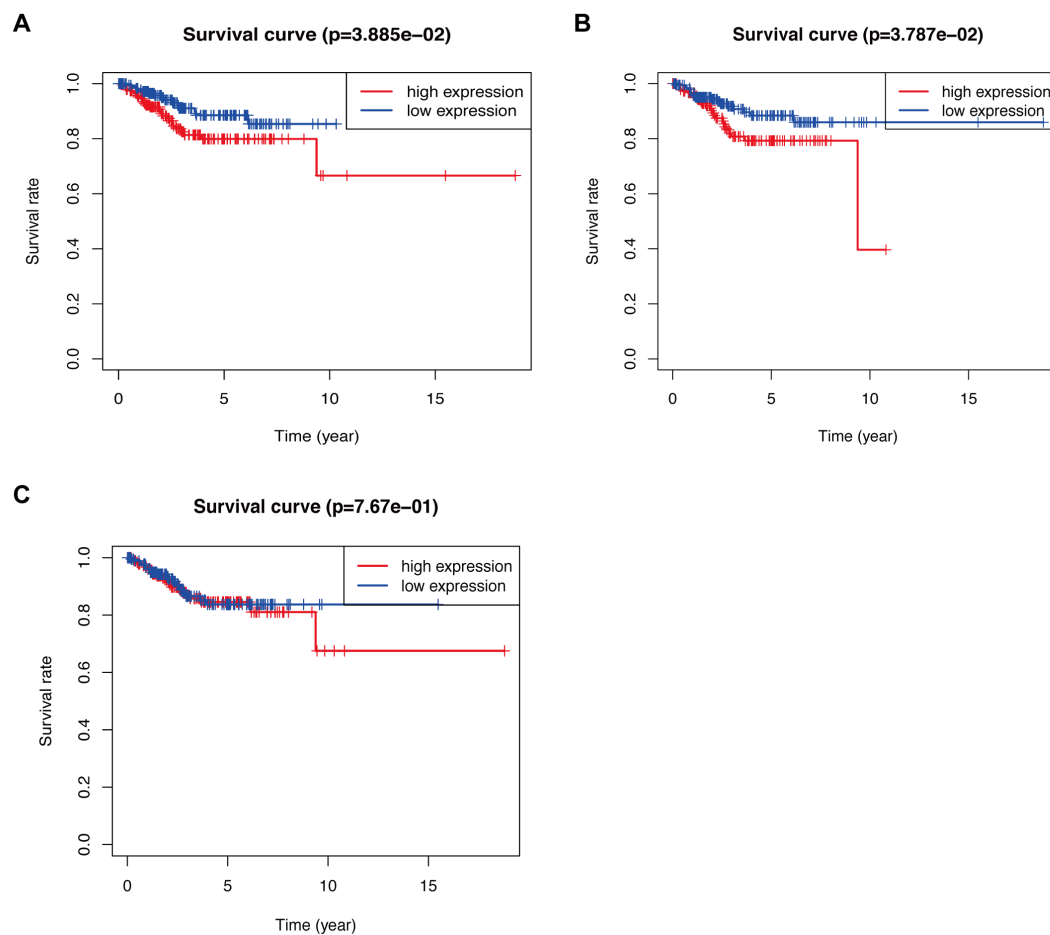 A
Survival curve (p=3.885e−02)
high expression
low expression
1.0
0.8
0.6
0.4
0.2
0.0
Survival rate
0 5 10 15
Time (year)
B
Survival curve (p=3.787e−02)
high expression
low expression
1.0
0.8
0.6
0.4
0.2
0.0
Survival rate
0 5 10 15
Time (year)
C
Survival curve (p=7.67e−01)
high expression
low expression
1.0
0.8
0.6
0.4
0.2
0.0
Survival rate
0 5 10 15
Time (year)